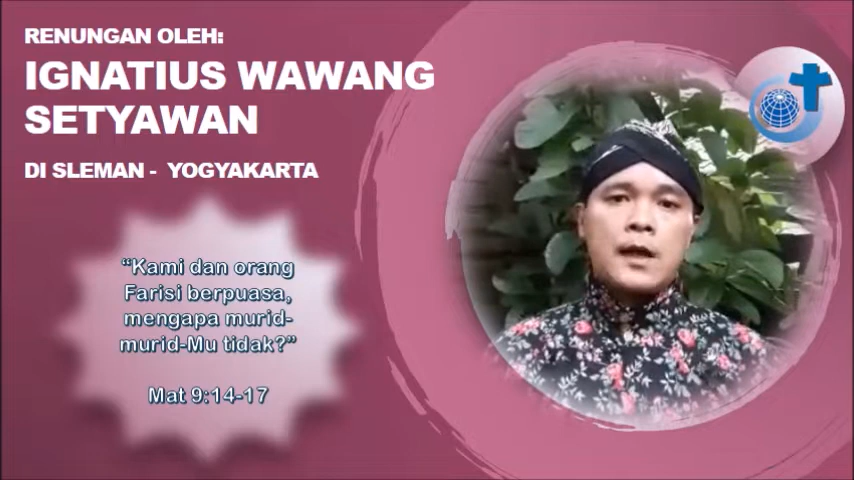 RENUNGAN OLEH:
IGNATIUS WAWANG
SETYAWAN
DI SLEMAN - YOGYAKARTA
“Kami dan orang
Farisi berpuasa,
mengapa murid-
murid-Mu tidak?”
Mat 9:14-17